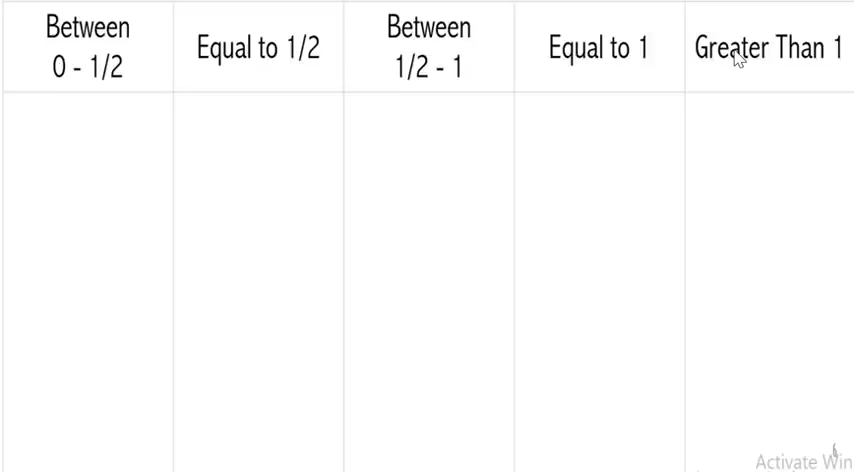 Between
0 - 1/2
Equal to 1/2
Between
1/2 - 1
Equal to 1
Greater Than 1
6
Activate Win